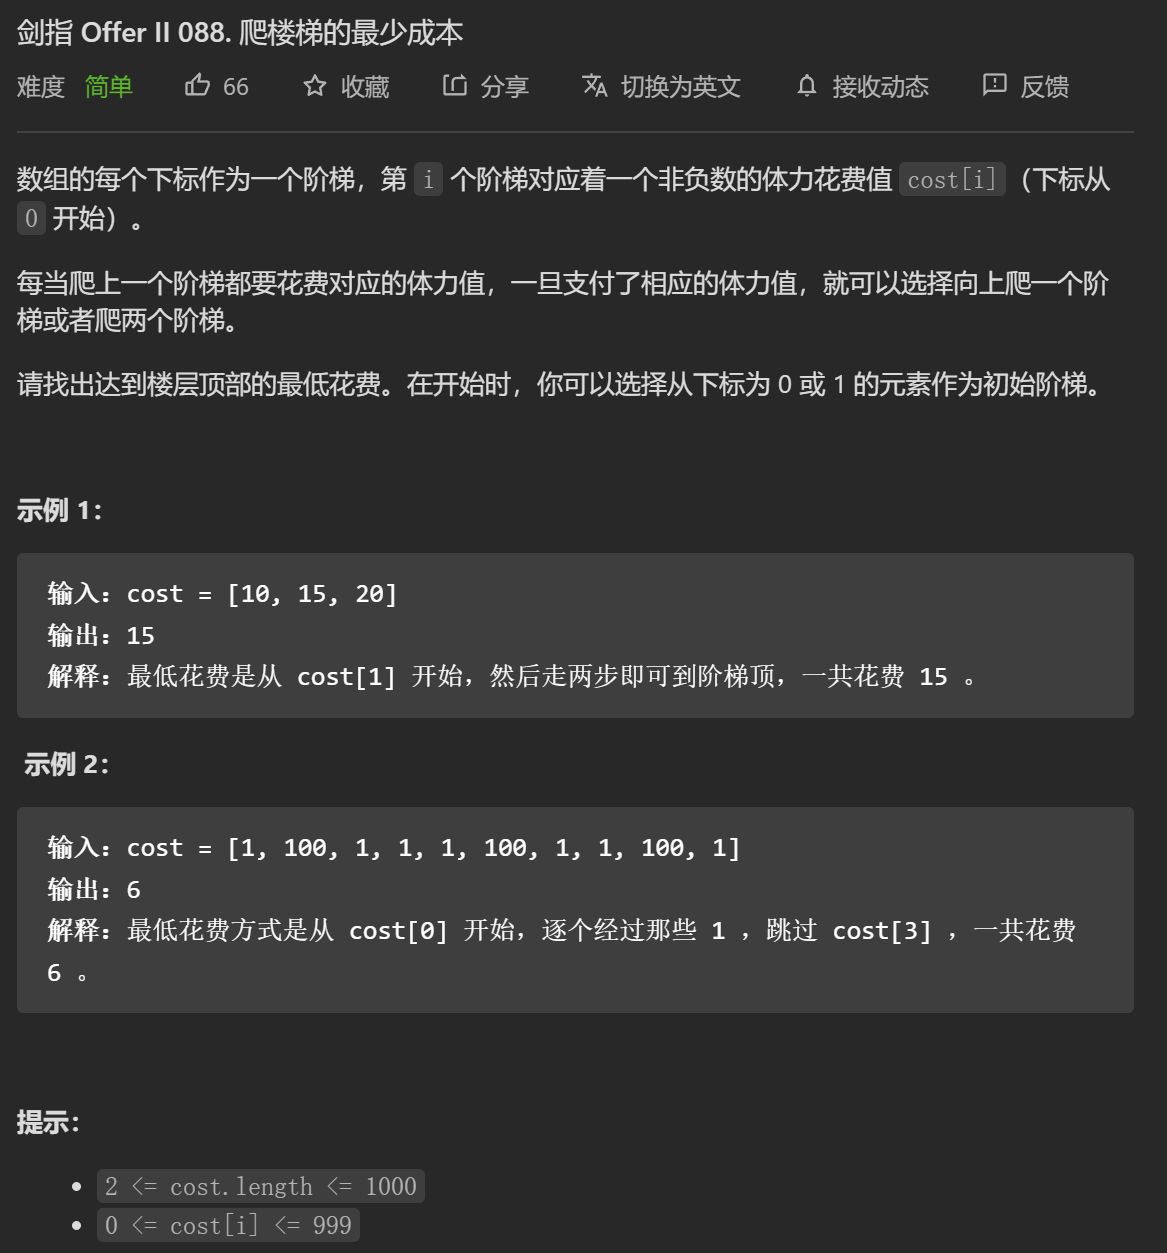 剑指 Offer II 088. 爬楼梯的最少成本
难度 简单 66 收藏 分享 切换为英文 接收动态 反馈
数组的每个下标作为一个阶梯，第 i 个阶梯对应着一个非负数的体力花费值 cost[i]（下标从
0 开始）。
每当爬上一个阶梯都要花费对应的体力值，一旦支付了相应的体力值，就可以选择向上爬一个阶
梯或者爬两个阶梯。
请找出达到楼层顶部的最低花费。在开始时，你可以选择从下标为 0 或 1 的元素作为初始阶梯。
示例 1：
输入：cost = [10, 15, 20]
输出：15
解释：最低花费是从 cost[1] 开始，然后走两步即可到阶梯顶，一共花费 15 。
示例 2：
输入：cost = [1, 100, 1, 1, 1, 100, 1, 1, 100, 1]
输出：6
解释：最低花费方式是从 cost[0] 开始，逐个经过那些 1 ，跳过 cost[3] ，一共花费
6 。
提示：
• 2 <= cost.length <= 1000
• 0 <= cost[i] <= 999